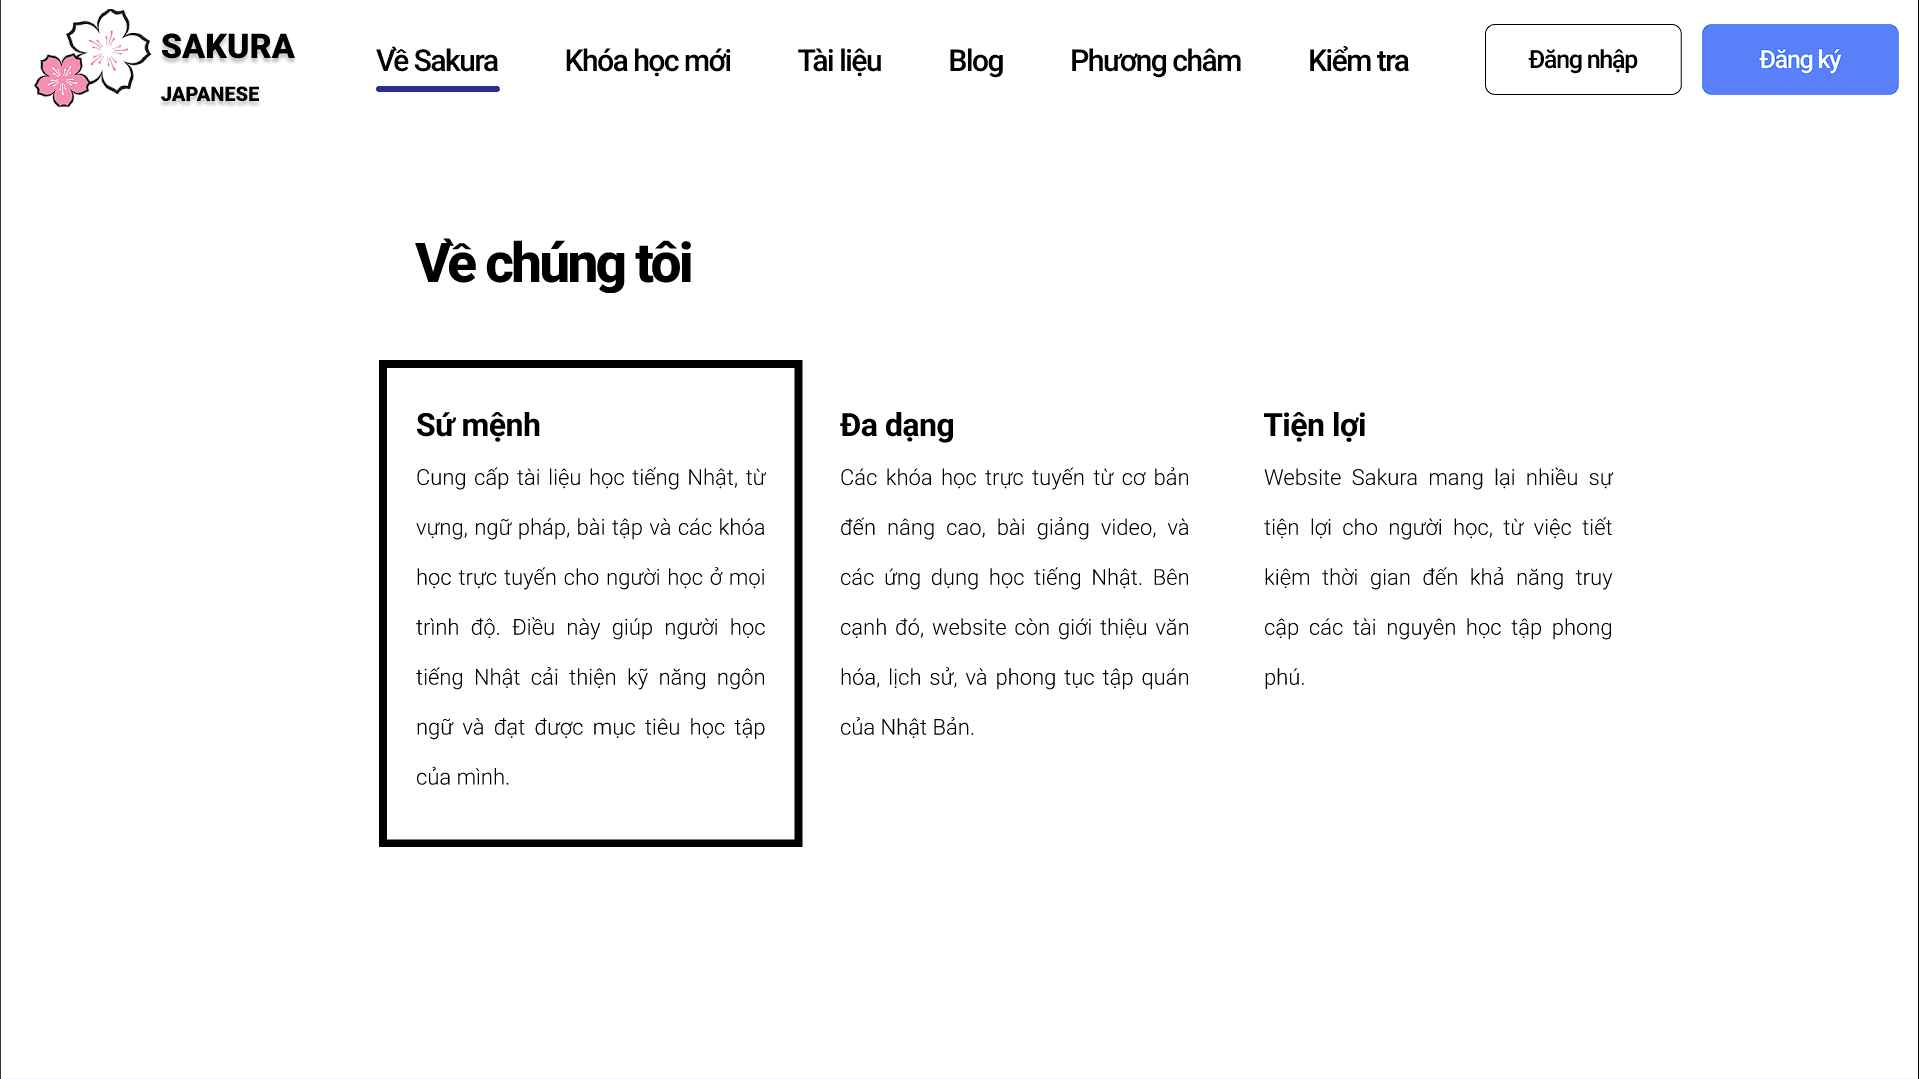 SAKURA
JAPANESE
Về Sakura
Khóa học mới
Tài liệu
Blog
Phương châm
Kiểm tra
Đăng nhập
Đăng ký
Về chúng tôi
Sứ mệnh
Cung cấp tài liệu học tiếng Nhật, từ
vựng, ngữ pháp, bài tập và các khóa
học trực tuyến cho người học ở mọi
trình độ. Điều này giúp người học
tiếng Nhật cải thiện kỹ năng ngôn
ngữ và đạt được mục tiêu học tập
của mình.
Đa dạng
Các khóa học trực tuyến từ cơ bản
đến nâng cao, bài giảng video, và
các ứng dụng học tiếng Nhật. Bên
cạnh đó, website còn giới thiệu văn
hóa, lịch sử, và phong tục tập quán
của Nhật Bản.
Tiện lợi
Website Sakura mang lại nhiều sự
tiện lợi cho người học, từ việc tiết
kiệm thời gian đến khả năng truy
cập các tài nguyên học tập phong
phú.